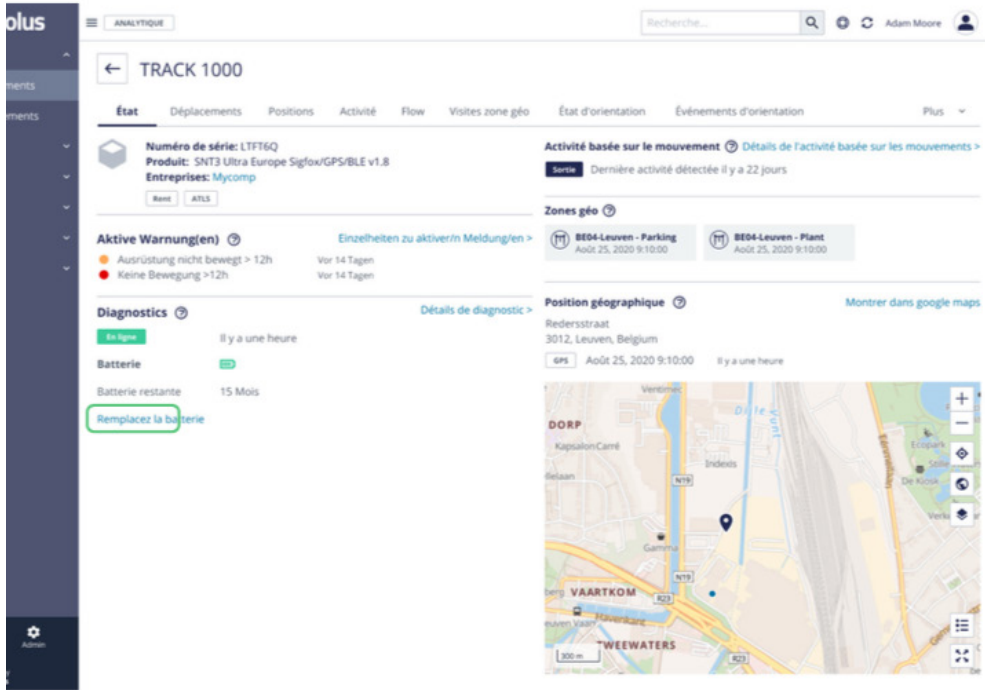 olus
ANALYTIQUE
Recherche...
Adam Moore
TRACK 1000
ments
ements
État Déplacements Positions Activité Flow Visites zone géo État d'orientation Événements d'orientation Plus
Numéro de série: LTFT6Q
Produit: SNT3 Ultra Europe Sigfox/GPS/BLE v1.8
Entreprises: Mycomp
Rent ATLS
Aktive Warnung(en) Einzelheiten zu aktiver/n Meldung/en >
Ausrüstung nicht bewegt > 12h Vor 14 Tagen
Keine Bewegung >12h Vor 14 Tagen
Diagnostics Détails de diagnostic >
En ligne Il y a une heure
Batterie
Batterie restante 15 Mois
Remplacez la batterie
Admin
Activité basée sur le mouvement Détails de l'activité basée sur les mouvements >
Sortie Dernière activité détectée il y a 22 jours
Zones géo
BE04-Leuven - Parking
Août 25, 2020 9:10:00
BE04-Leuven - Plant
Août 25, 2020 9:10:00
Position géographique Montrer dans google maps
Redersstraat
3012, Leuven, Belgium
GPS Août 25, 2020 9:10:00 Il y a une heure
Ventimec
DORP
Kapsalon Carré
Indexis
N19
Ecopark
De Kiosk
Gamma
N19
VAARTKOM
R23
Havenkant
TWEEWATERS
R23
300 m